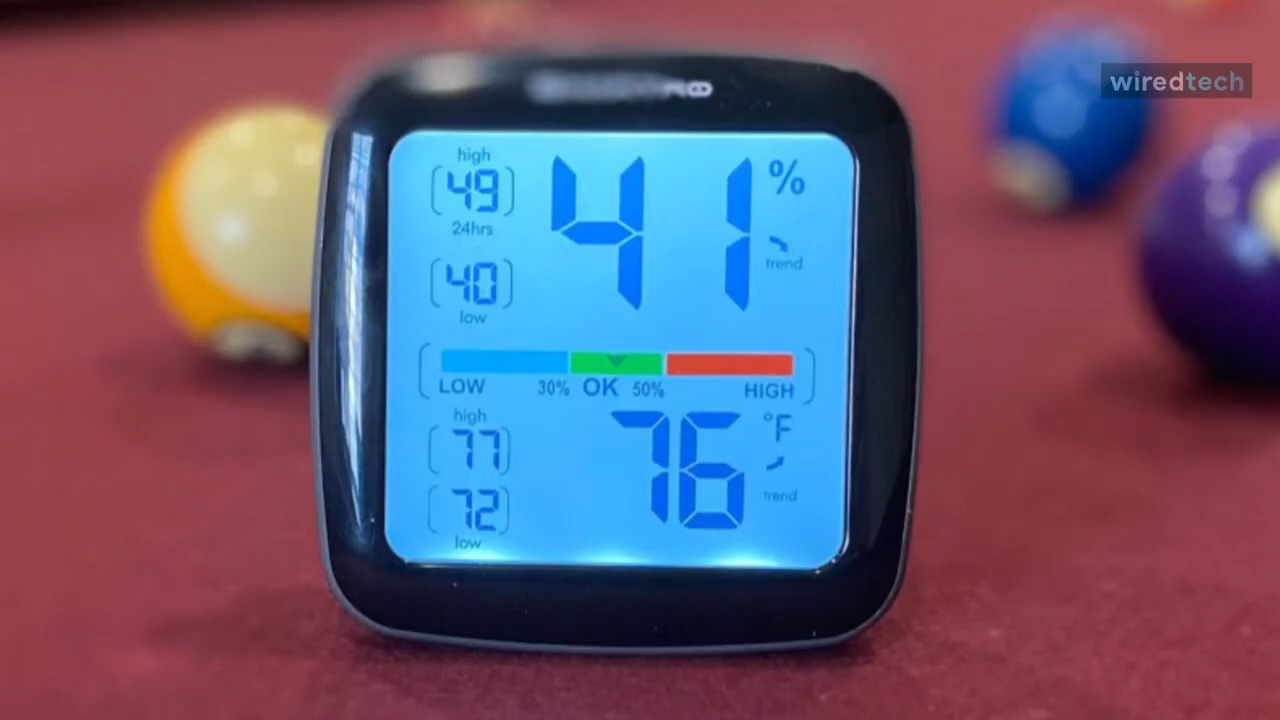 wiredtech
high
49
24hrs
41 %
40
low
trend
LOW 30% OK 50% HIGH
high
77
76 °F
72
low
trend